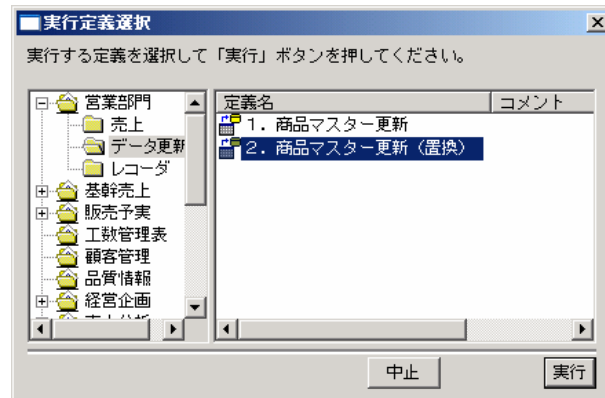 実行定義選択
実行する定義を選択して「実行」ボタンを押してください。
営業部門
売上
データ更新
レコーダ
基幹売上
販売予実
工数管理表
顧客管理
品質情報
経営企画
定義名 コメント
1．商品マスター更新
2．商品マスター更新（置換）
中止 実行